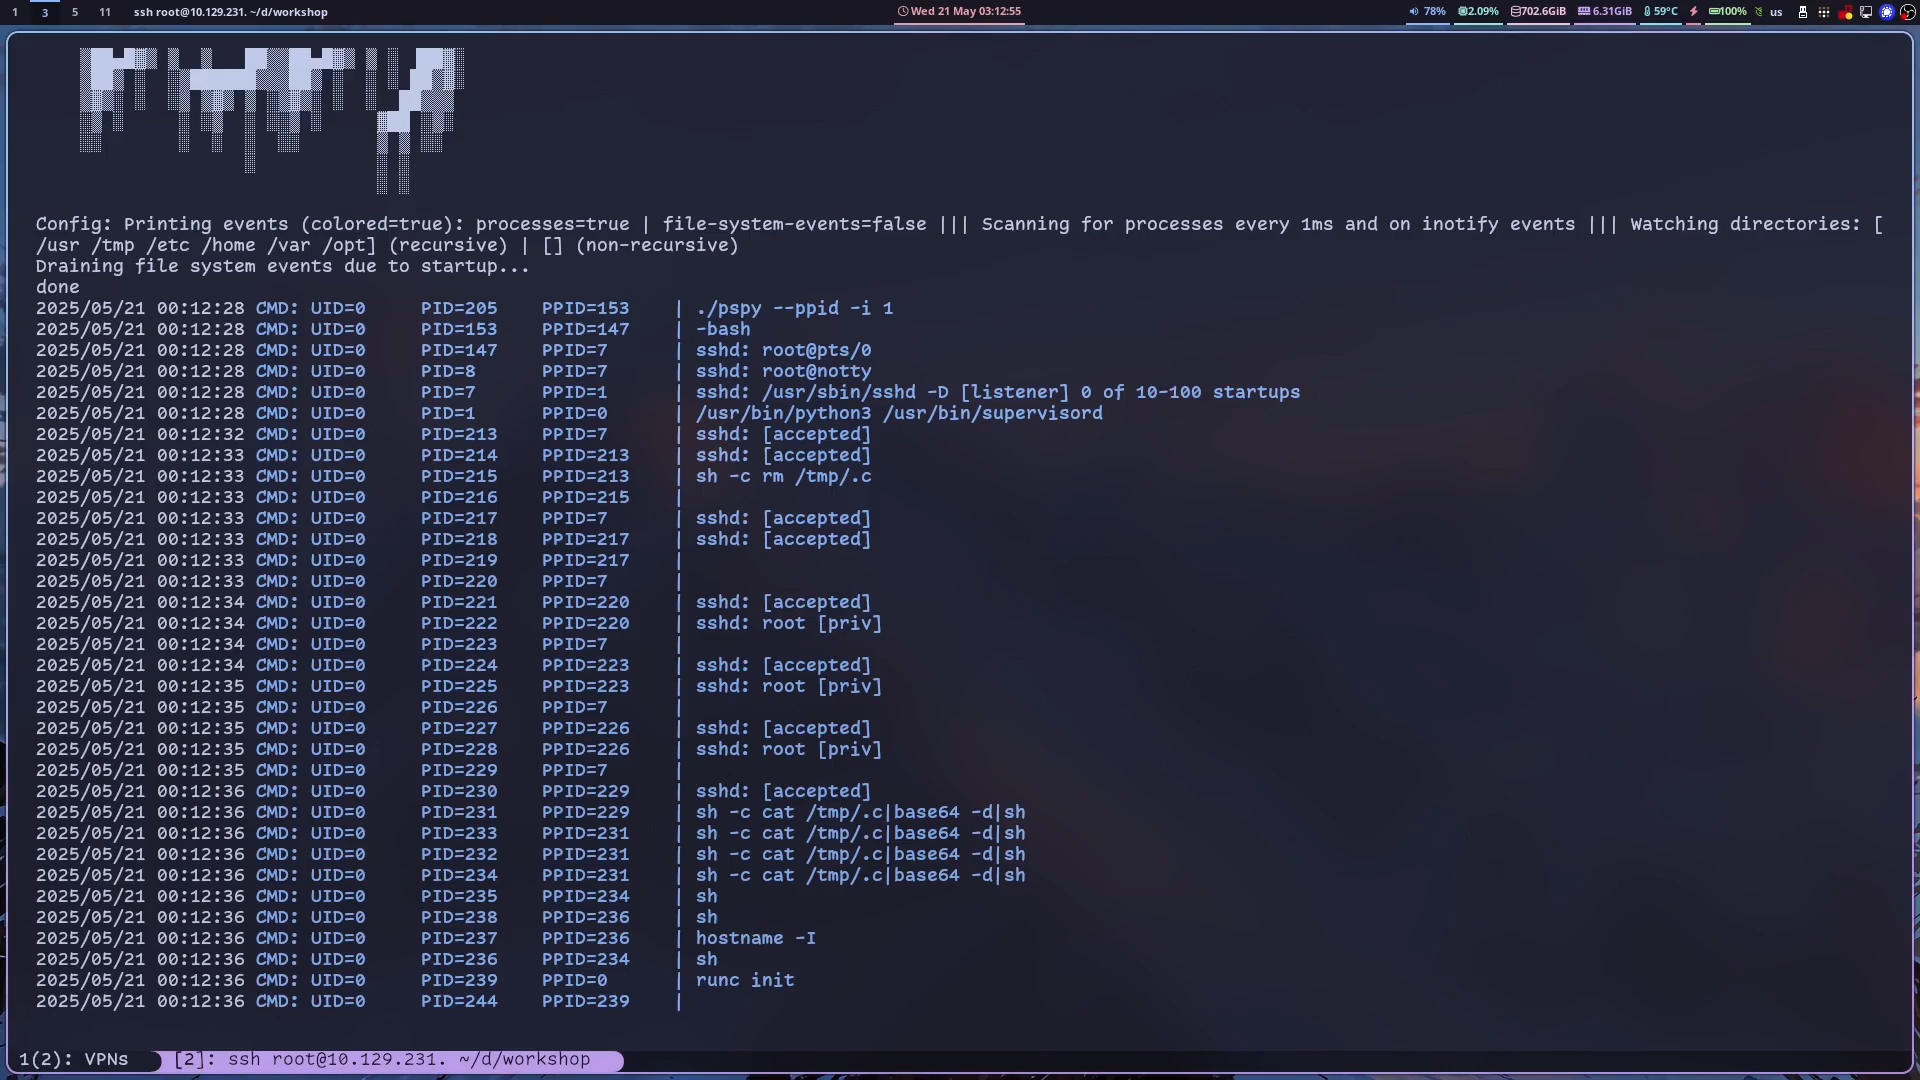 1 3 5 11 ssh root@10.129.231. ~/d/workshop Wed 21 May 03:12:55 78% 2.09% 702.6GiB 6.31GiB 59°C 100% us
Config: Printing events (colored=true): processes=true | file-system-events=false ||| Scanning for processes every 1ms and on inotify events ||| Watching directories: [
/usr /tmp /etc /home /var /opt] (recursive) | [] (non-recursive)
Draining file system events due to startup...
done
2025/05/21 00:12:28 CMD: UID=0     PID=205    PPID=153    | ./pspy --ppid -i 1
2025/05/21 00:12:28 CMD: UID=0     PID=153    PPID=147    | -bash
2025/05/21 00:12:28 CMD: UID=0     PID=147    PPID=7      | sshd: root@pts/0
2025/05/21 00:12:28 CMD: UID=0     PID=8      PPID=7      | sshd: root@notty
2025/05/21 00:12:28 CMD: UID=0     PID=7      PPID=1      | sshd: /usr/sbin/sshd -D [listener] 0 of 10-100 startups
2025/05/21 00:12:28 CMD: UID=0     PID=1      PPID=0      | /usr/bin/python3 /usr/bin/supervisord
2025/05/21 00:12:32 CMD: UID=0     PID=213    PPID=7      | sshd: [accepted]
2025/05/21 00:12:33 CMD: UID=0     PID=214    PPID=213    | sshd: [accepted]
2025/05/21 00:12:33 CMD: UID=0     PID=215    PPID=213    | sh -c rm /tmp/.c
2025/05/21 00:12:33 CMD: UID=0     PID=216    PPID=215    |
2025/05/21 00:12:33 CMD: UID=0     PID=217    PPID=7      | sshd: [accepted]
2025/05/21 00:12:33 CMD: UID=0     PID=218    PPID=217    | sshd: [accepted]
2025/05/21 00:12:33 CMD: UID=0     PID=219    PPID=217    |
2025/05/21 00:12:33 CMD: UID=0     PID=220    PPID=7      |
2025/05/21 00:12:34 CMD: UID=0     PID=221    PPID=220    | sshd: [accepted]
2025/05/21 00:12:34 CMD: UID=0     PID=222    PPID=220    | sshd: root [priv]
2025/05/21 00:12:34 CMD: UID=0     PID=223    PPID=7      |
2025/05/21 00:12:34 CMD: UID=0     PID=224    PPID=223    | sshd: [accepted]
2025/05/21 00:12:35 CMD: UID=0     PID=225    PPID=223    | sshd: root [priv]
2025/05/21 00:12:35 CMD: UID=0     PID=226    PPID=7      |
2025/05/21 00:12:35 CMD: UID=0     PID=227    PPID=226    | sshd: [accepted]
2025/05/21 00:12:35 CMD: UID=0     PID=228    PPID=226    | sshd: root [priv]
2025/05/21 00:12:35 CMD: UID=0     PID=229    PPID=7      |
2025/05/21 00:12:36 CMD: UID=0     PID=230    PPID=229    | sshd: [accepted]
2025/05/21 00:12:36 CMD: UID=0     PID=231    PPID=229    | sh -c cat /tmp/.c|base64 -d|sh
2025/05/21 00:12:36 CMD: UID=0     PID=233    PPID=231    | sh -c cat /tmp/.c|base64 -d|sh
2025/05/21 00:12:36 CMD: UID=0     PID=232    PPID=231    | sh -c cat /tmp/.c|base64 -d|sh
2025/05/21 00:12:36 CMD: UID=0     PID=234    PPID=231    | sh -c cat /tmp/.c|base64 -d|sh
2025/05/21 00:12:36 CMD: UID=0     PID=235    PPID=234    | sh
2025/05/21 00:12:36 CMD: UID=0     PID=238    PPID=236    | sh
2025/05/21 00:12:36 CMD: UID=0     PID=237    PPID=236    | hostname -I
2025/05/21 00:12:36 CMD: UID=0     PID=236    PPID=234    | sh
2025/05/21 00:12:36 CMD: UID=0     PID=239    PPID=0      | runc init
2025/05/21 00:12:36 CMD: UID=0     PID=244    PPID=239    |
1(2): VPNs [2]: ssh root@10.129.231. ~/d/workshop